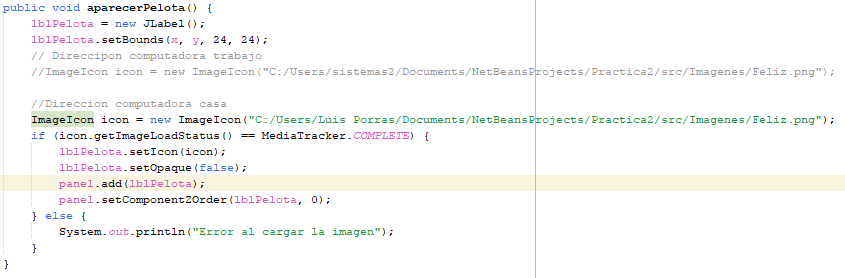 public void aparecerPelota() {
lblPelota = new JLabel();
lblPelota.setBounds(x, y, 24, 24);
// Direccipon computadora trabajo
//ImageIcon icon = new ImageIcon("C:/Users/sistemas2/Documents/NetBeansProjects/Practica2/src/Imagenes/Feliz.png");
//Direccion computadora casa
ImageIcon icon = new ImageIcon("C:/Users/Luis Porras/Documents/NetBeansProjects/Practica2/src/Imagenes/Feliz.png");
if (icon.getImageLoadStatus() == MediaTracker.COMPLETE) {
lblPelota.setIcon(icon);
lblPelota.setOpaque(false);
panel.add(lblPelota);
panel.setComponentZOrder(lblPelota, 0);
} else {
System.out.println("Error al cargar la imagen");
}
}